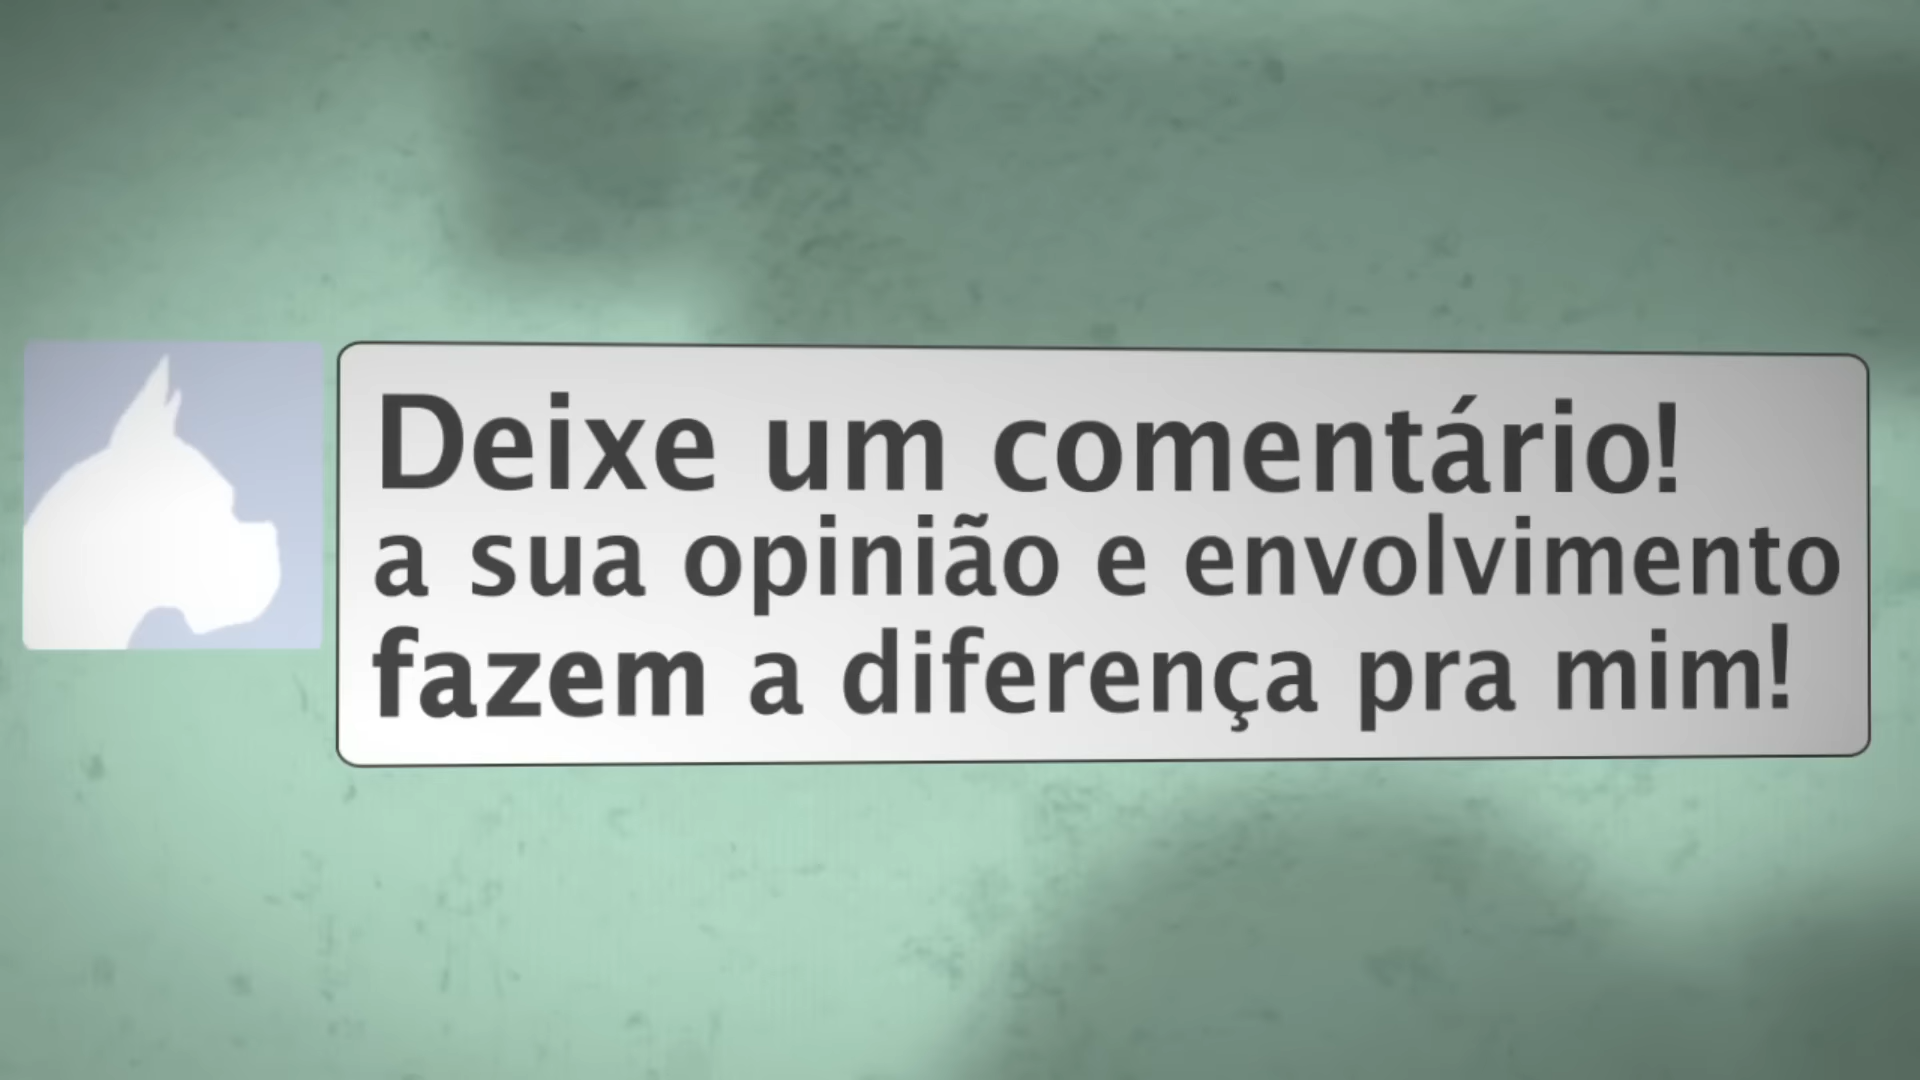 Deixe um comentário!
a sua opinião e envolvimento
fazem a diferença pra mim!